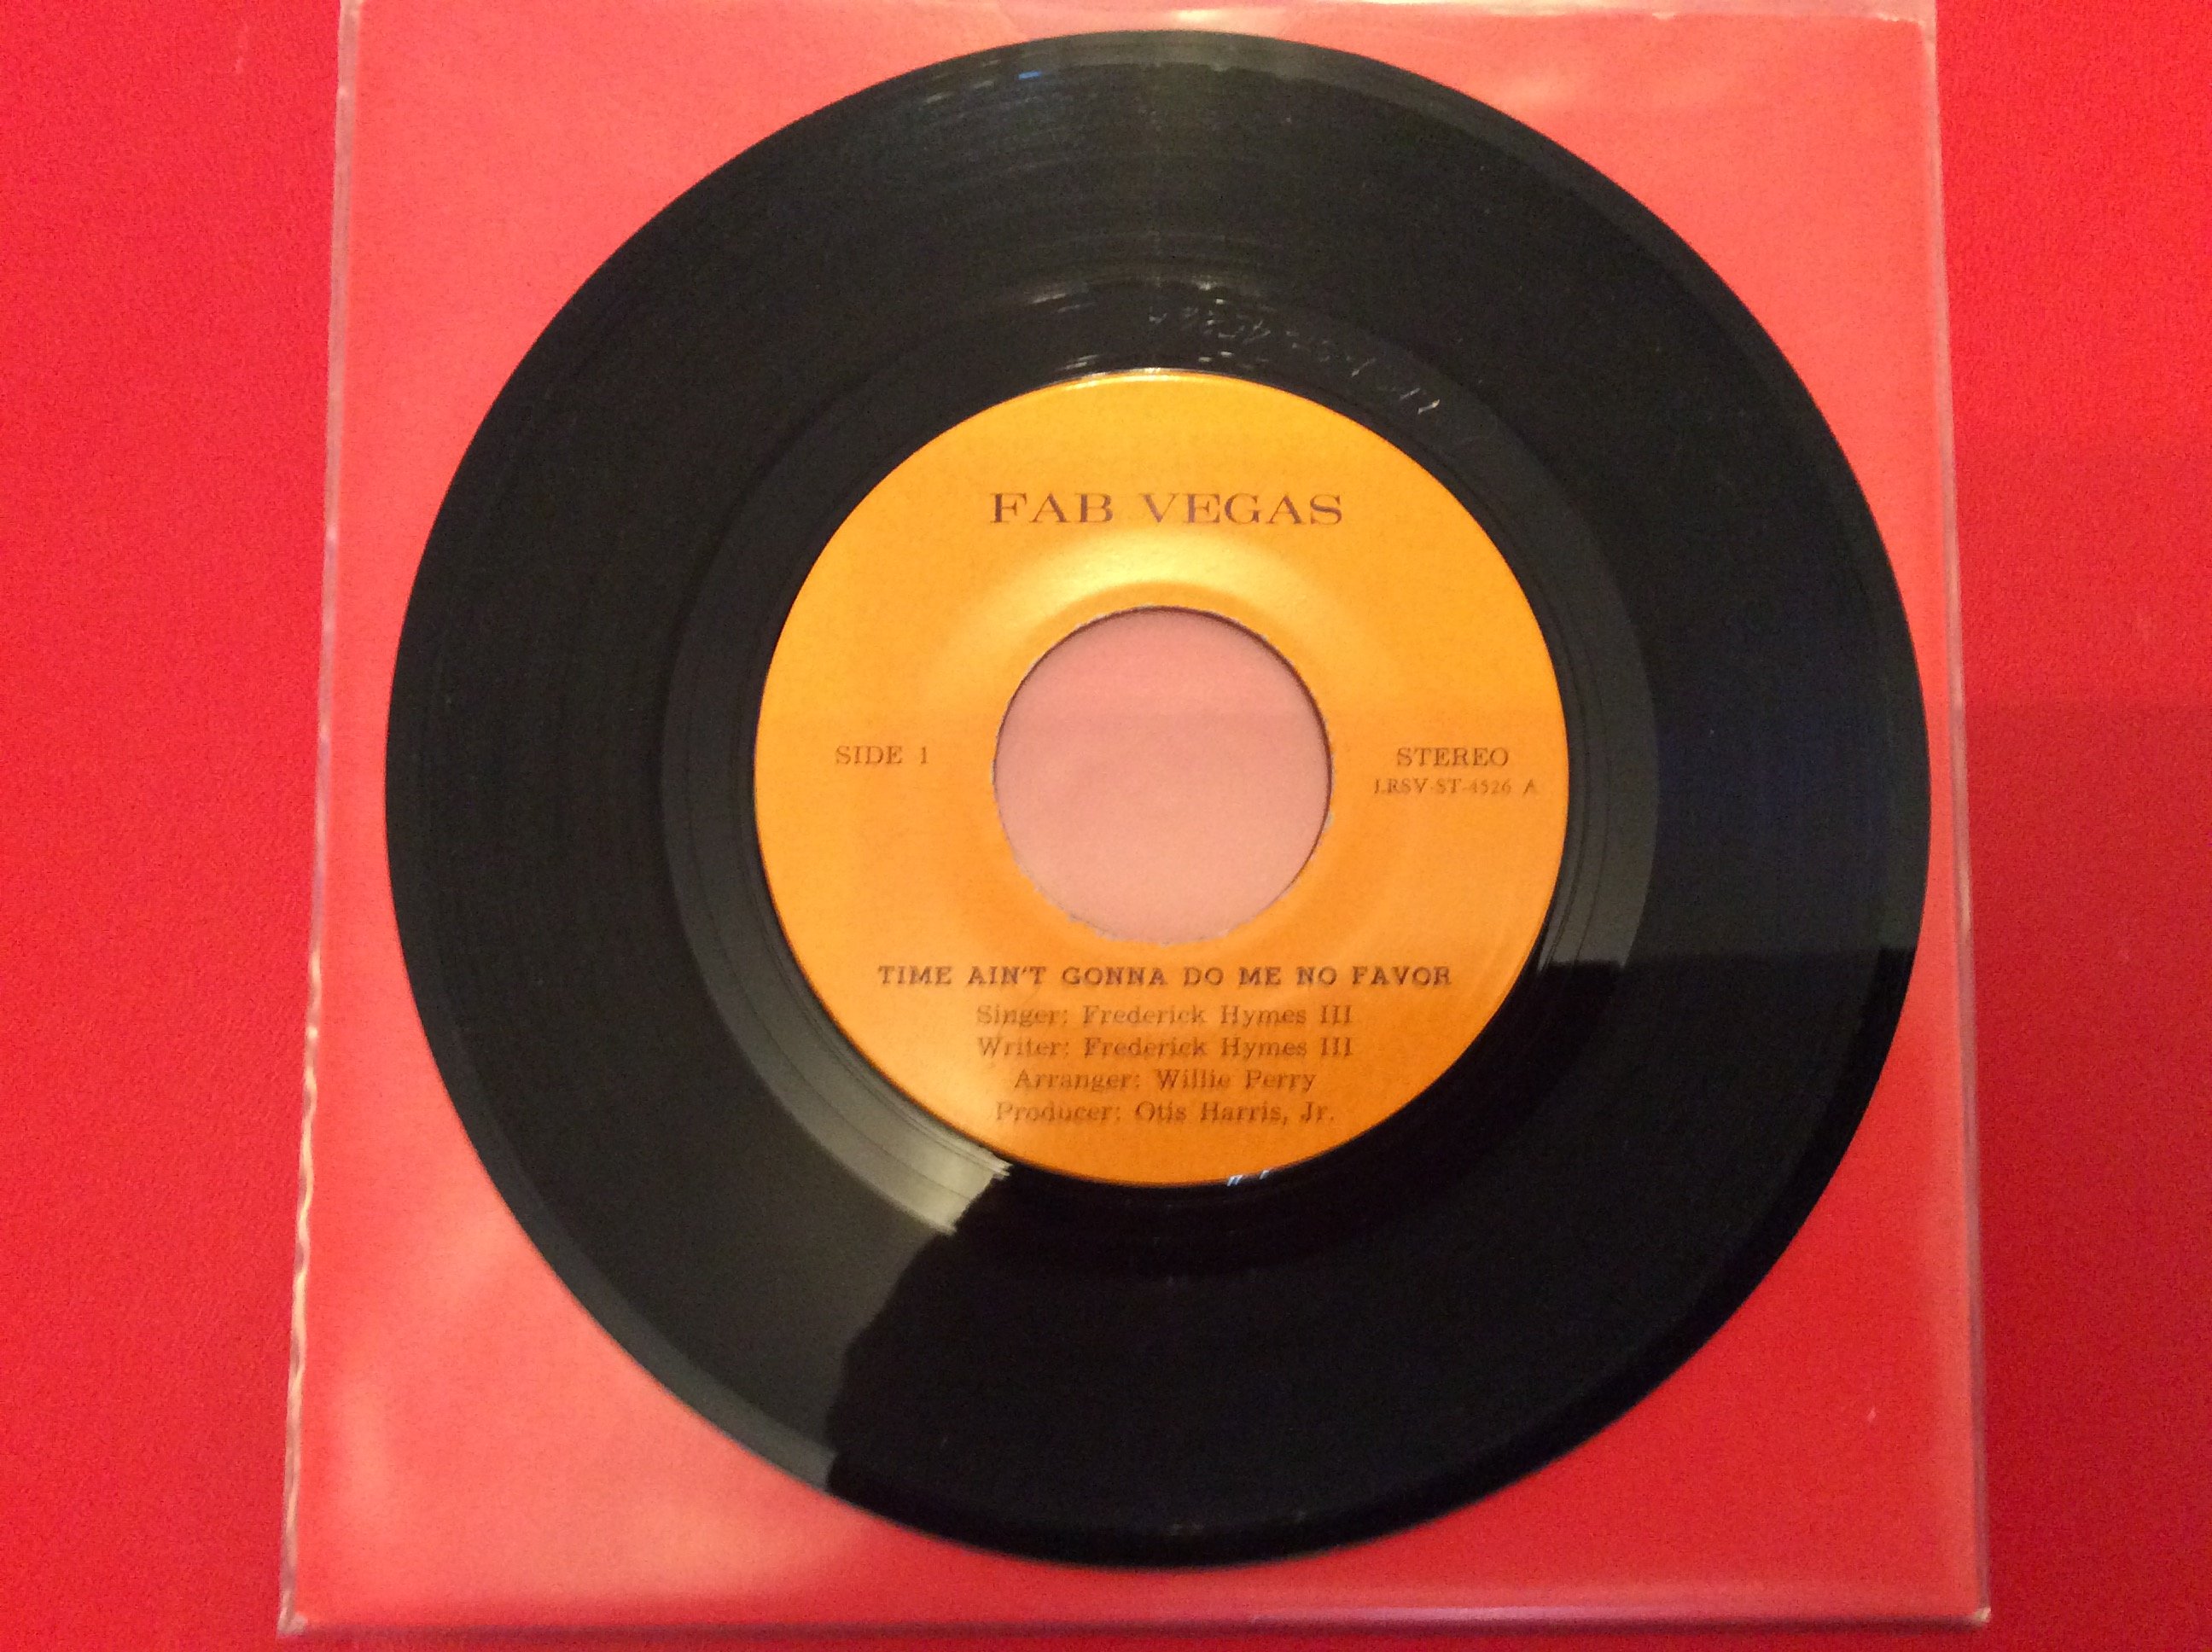 FAB VEGAS
SIDE 1
STEREO
LRSV-ST-4526 A
TIME AIN'T GONNA DO ME NO FAVOR
Singer: Frederick Hymes III
Writer: Frederick Hymes III
Arranger: Willie Perry
Producer: Otis Harris, Jr.